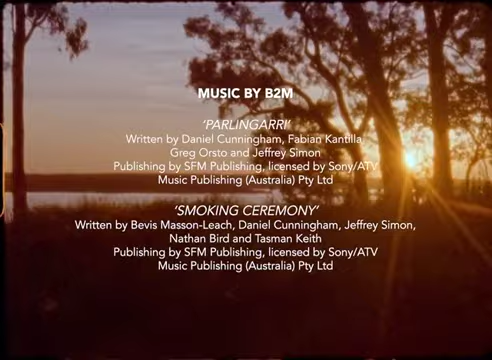 MUSIC BY B2M
'PARLINGARRI'
Written by Daniel Cunningham, Fabian Kantilla,
Greg Orsto and Jeffrey Simon
Publishing by SFM Publishing, licensed by Sony/ATV
Music Publishing (Australia) Pty Ltd
'SMOKING CEREMONY'
Written by Bevis Masson-Leach, Daniel Cunningham, Jeffrey Simon,
Nathan Bird and Tasman Keith
Publishing by SFM Publishing, licensed by Sony/ATV
Music Publishing (Australia) Pty Ltd